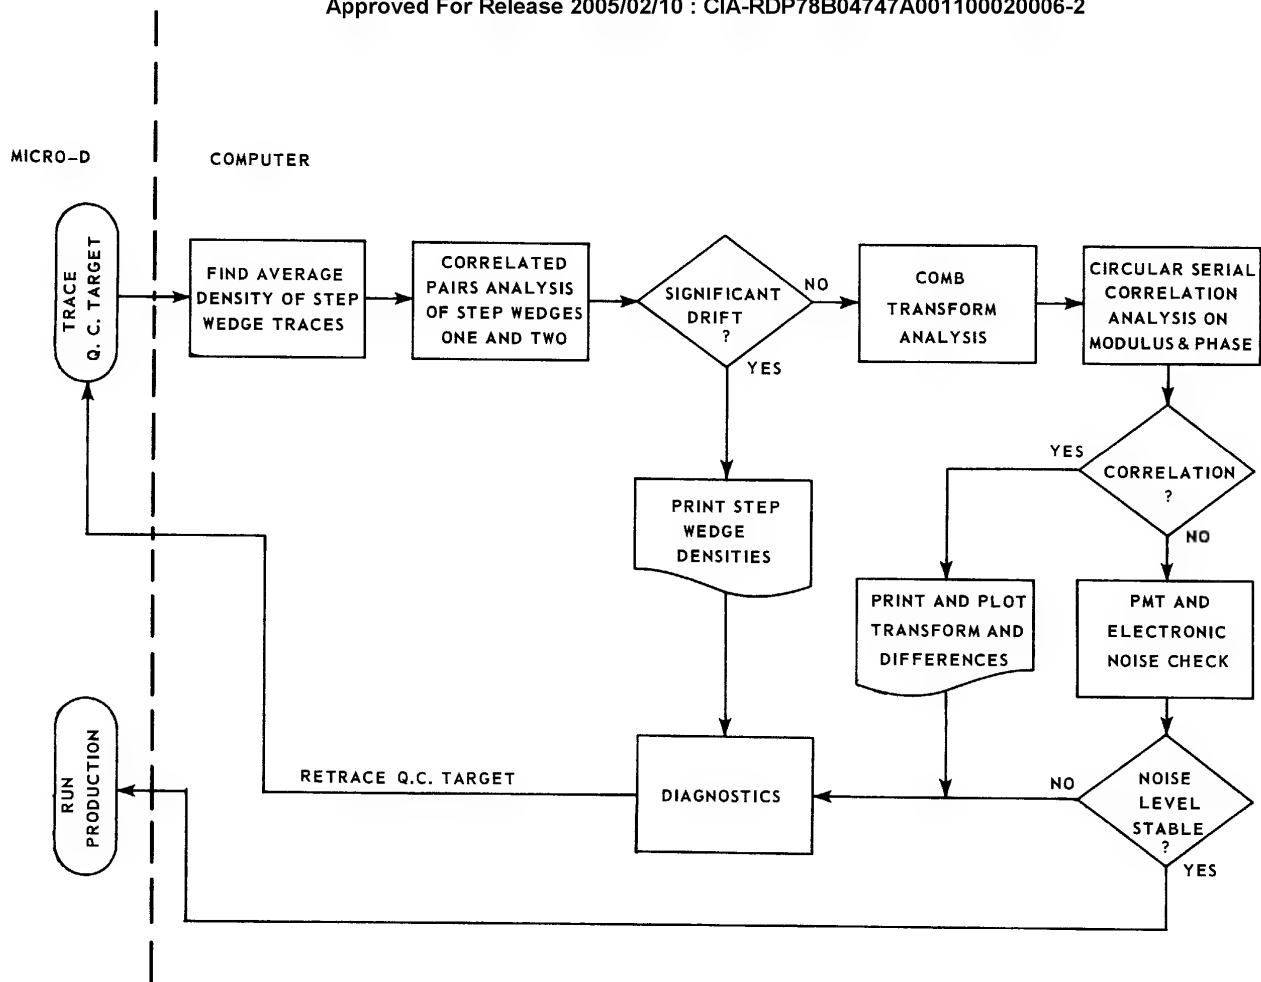 Approved For Release 2005/02/10 : CIA-RDP78B04747A001100020006-2
MICRO-D
COMPUTER
TRACE
Q. C. TARGET
FIND AVERAGE
DENSITY OF STEP
WEDGE TRACES
CORRELATED
PAIRS ANALYSIS
OF STEP WEDGES
ONE AND TWO
SIGNIFICANT
DRIFT
?
NO
YES
COMB
TRANSFORM
ANALYSIS
CIRCULAR SERIAL
CORRELATION
ANALYSIS ON
MODULUS & PHASE
YES
CORRELATION
?
NO
PRINT STEP
WEDGE
DENSITIES
PRINT AND PLOT
TRANSFORM AND
DIFFERENCES
PMT AND
ELECTRONIC
NOISE CHECK
RUN
PRODUCTION
RETRACE Q.C. TARGET
DIAGNOSTICS
NO
NOISE
LEVEL
STABLE
?
YES